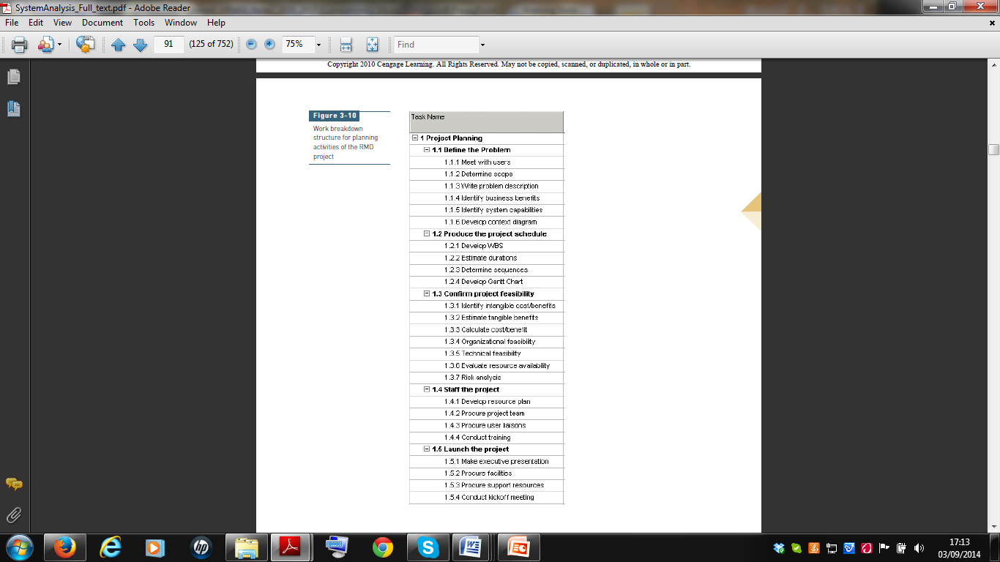 SystemAnalysis_Full_text.pdf - Adobe Reader
File Edit View Document Tools Window Help
91 (125 of 752) 75% Find
Copyright 2010 Cengage Learning. All Rights Reserved. May not be copied, scanned, or duplicated, in whole or in part.
Figure 3-10
Work breakdown
structure for planning
activities of the RMO
project
Task Name
1 Project Planning
1.1 Define the Problem
1.1.1 Meet with users
1.1.2 Determine scope
1.1.3 Write problem description
1.1.4 Identify business benefits
1.1.5 Identify system capabilities
1.1.6 Develop context diagram
1.2 Produce the project schedule
1.2.1 Develop WBS
1.2.2 Estimate durations
1.2.3 Determine sequences
1.2.4 Develop Gantt Chart
1.3 Confirm project feasibility
1.3.1 Identify intangible cost/benefits
1.3.2 Estimate tangible benefits
1.3.3 Calculate cost/benefit
1.3.4 Organizational feasibility
1.3.5 Technical feasibility
1.3.6 Evaluate resource availability
1.3.7 Risk analysis
1.4 Staff the project
1.4.1 Develop resource plan
1.4.2 Procure project team
1.4.3 Procure user liaisons
1.4.4 Conduct training
1.5 Launch the project
1.5.1 Make executive presentation
1.5.2 Procure facilities
1.5.3 Procure support resources
1.5.4 Conduct kickoff meeting
17:13
03/09/2014